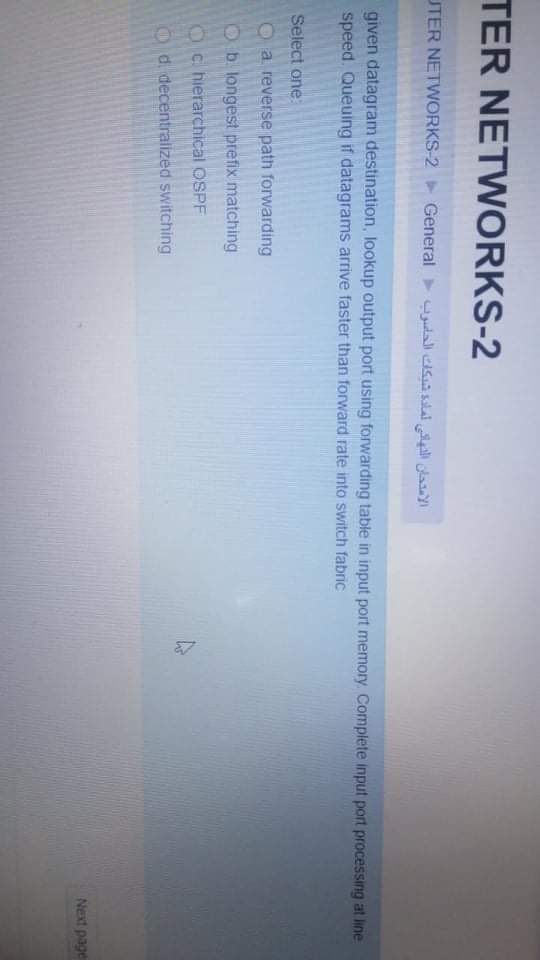 TER NETWORKS-2
UTER NETWORKS-2 ► General ► الامتحان النهائي لمادة شبكات الحاسوب
given datagram destination, lookup output port using forwarding table in input port memory. Complete input port processing at line
speed. Queuing if datagrams arrive faster than forward rate into switch fabric
Select one:
a. reverse path forwarding
b. longest prefix matching
c. hierarchical OSPF
d. decentralized switching
Next page